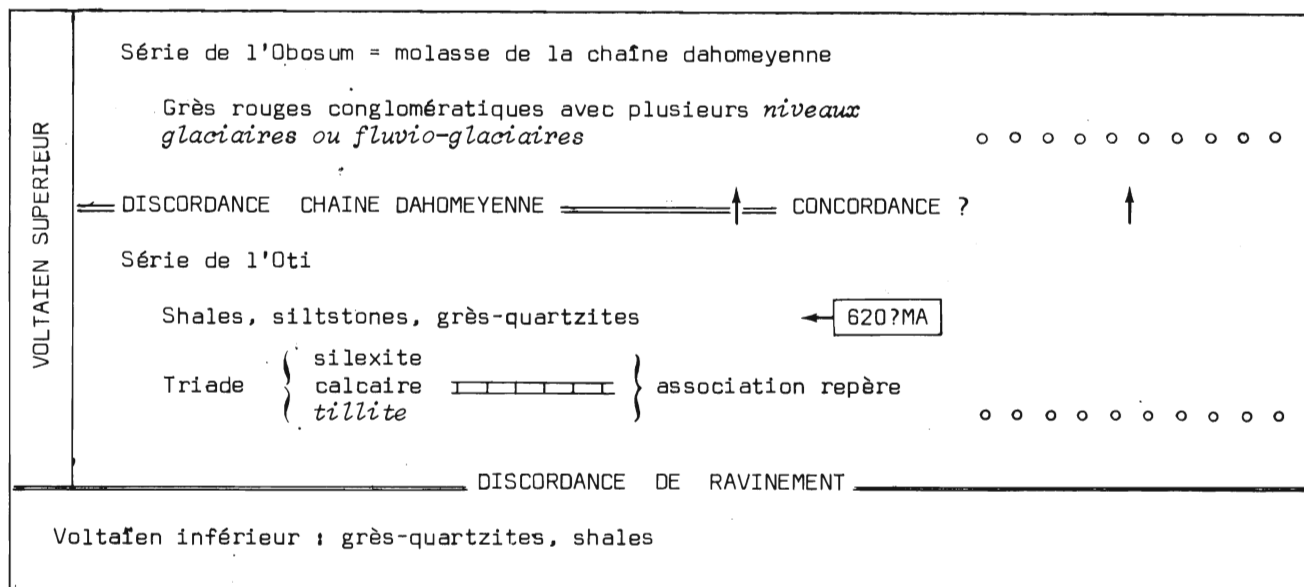 VOLTAIEN SUPERIEUR
Série de l'Obosum = molasse de la chaîne dahomeyenne
Grès rouges conglomératiques avec plusieurs niveaux
glaciaires ou fluvio-glaciaires
DISCORDANCE CHAINE DAHOMEYENNE CONCORDANCE ?
Série de l'Oti
Shales, siltstones, grès-quartzites 620?MA
silexite
Triade calcaire association repère
tillite
DISCORDANCE DE RAVINEMENT
Voltaïen inférieur : grès-quartzites, shales